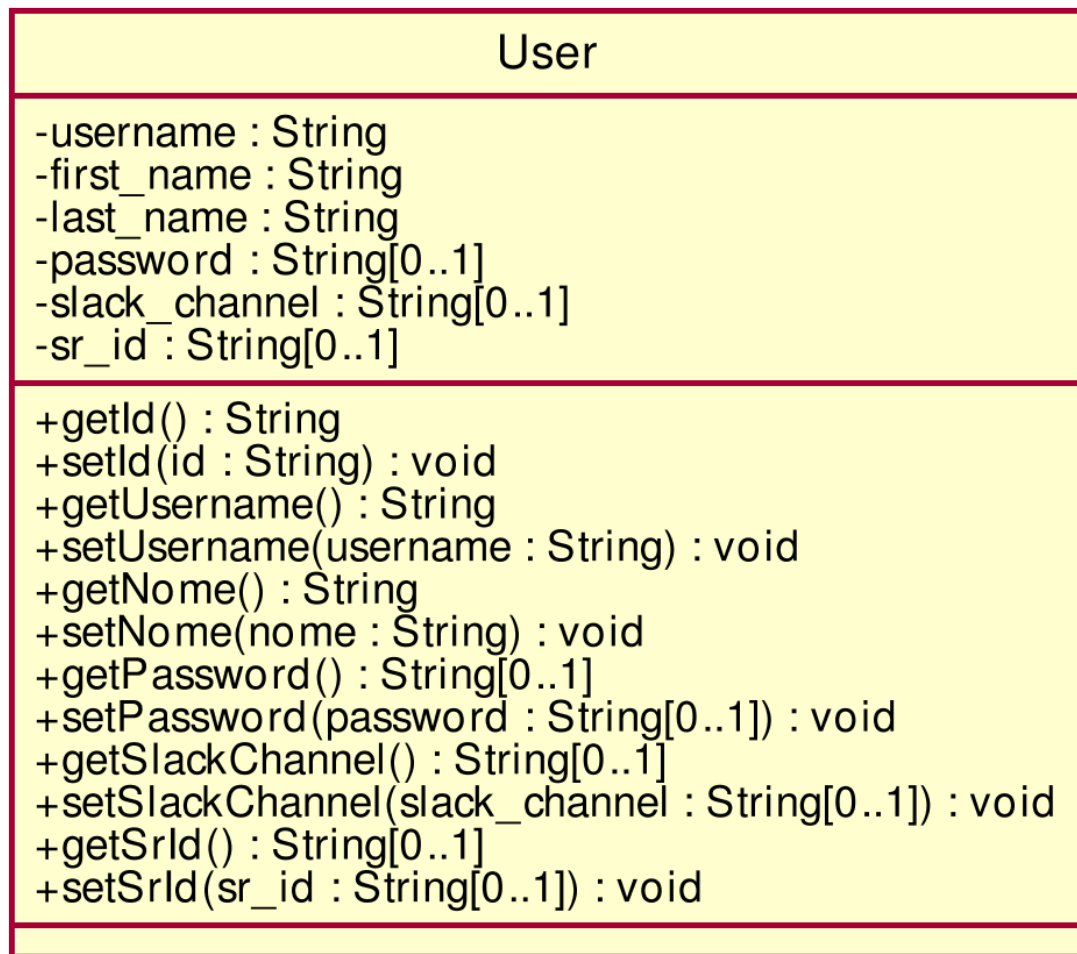 User
-username : String
-first_name : String
-last_name : String
-password : String[0..1]
-slack_channel : String[0..1]
-sr_id : String[0..1]
+getId() : String
+setId(id : String) : void
+getUsername() : String
+setUsername(username : String) : void
+getNome() : String
+setNome(nome : String) : void
+getPassword() : String[0..1]
+setPassword(password : String[0..1]) : void
+getSlackChannel() : String[0..1]
+setSlackChannel(slack_channel : String[0..1]) : void
+getSrId() : String[0..1]
+setSrId(sr_id : String[0..1]) : void